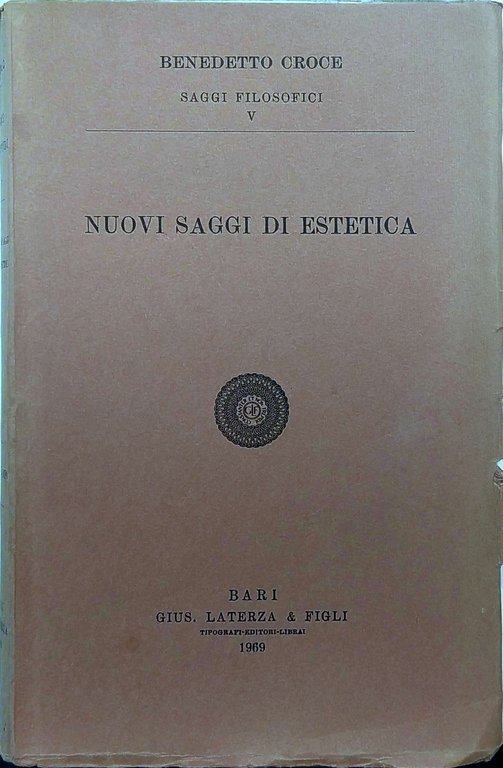 BENEDETTO CROCE
SAGGI FILOSOFICI
V
NUOVI SAGGI DI ESTETICA
BARI
GIUS. LATERZA & FIGLI
TIPOGRAFI-EDITORI-LIBRAI
1969